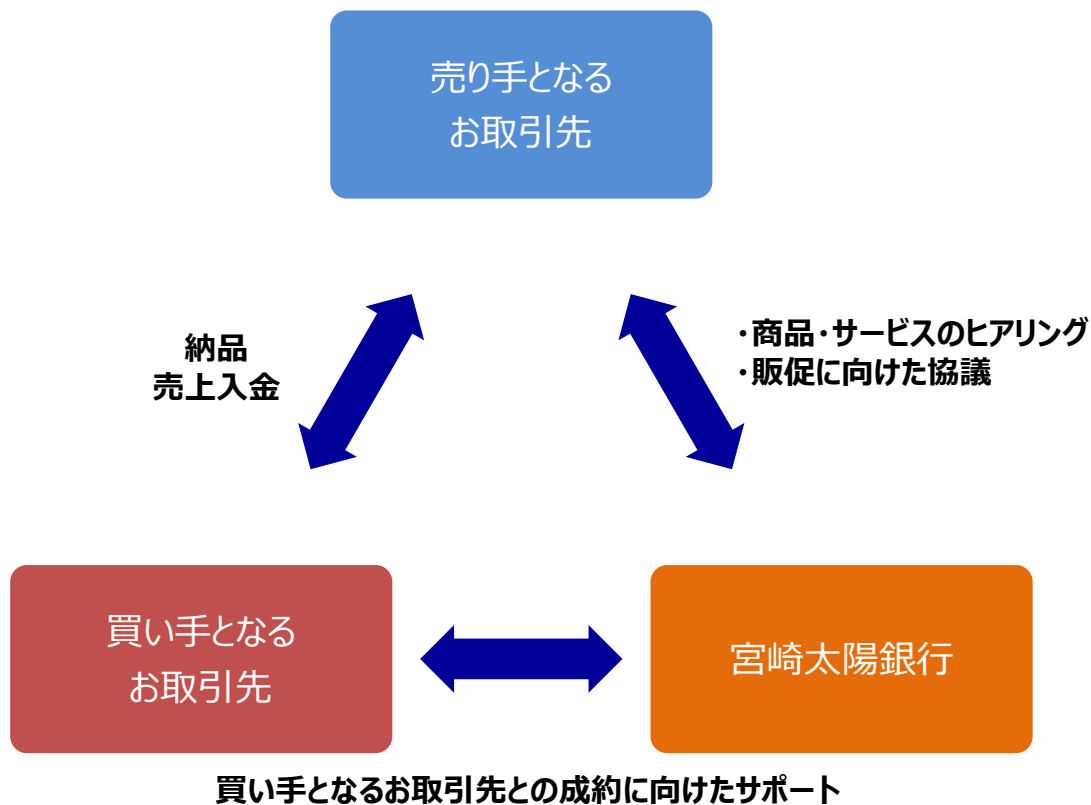 売り手となる
お取引先
納品
売上入金
・商品・サービスのヒアリング
・販促に向けた協議
買い手となる
お取引先
宮崎太陽銀行
買い手となるお取引先との成約に向けたサポート